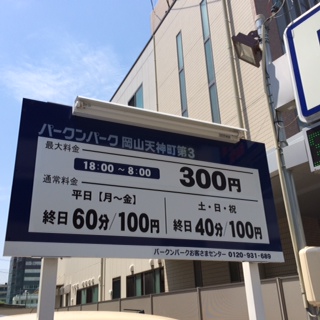 パークンパーク 岡山天神町第3
最大料金
18:00 ~ 8:00 300円
通常料金
平日【月~金】
終日 60分/100円
土・日・祝
終日 40分/100円
パークンパークお客さまセンター 0120-931-689